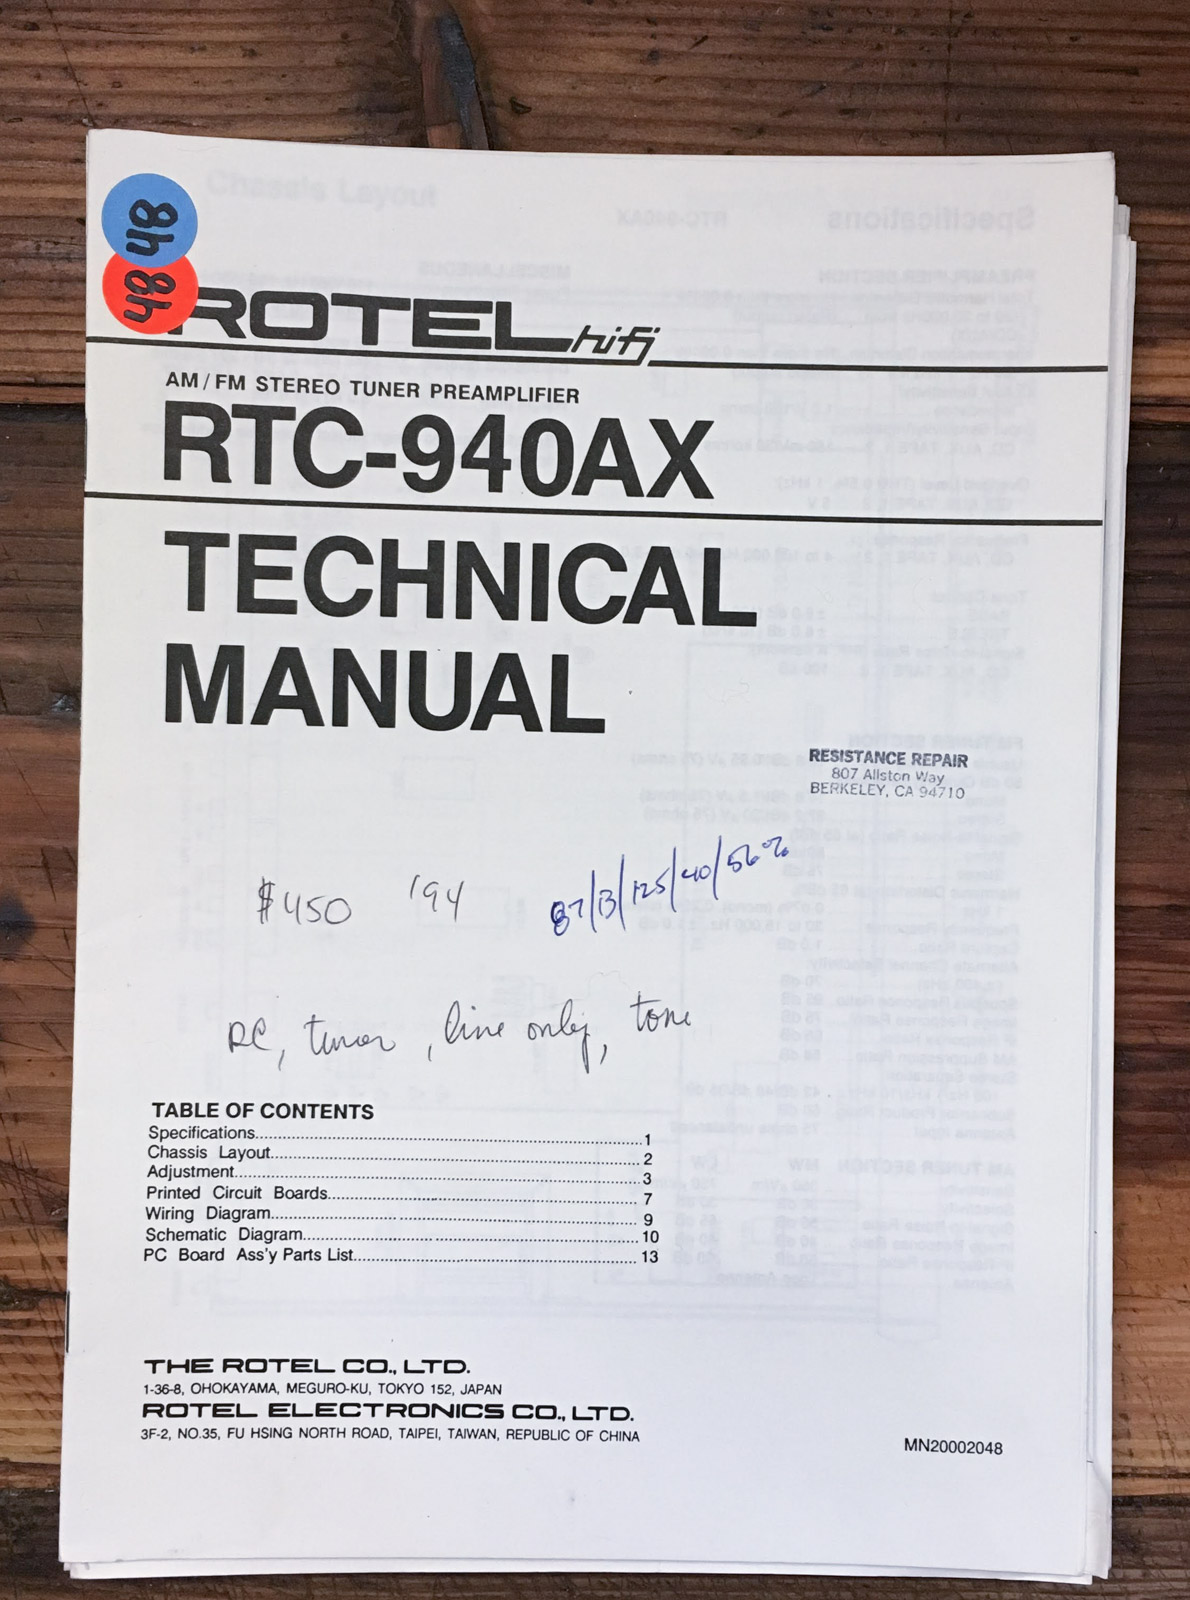 48
48
ROTEL hifi
AM/FM STEREO TUNER PREAMPLIFIER
RTC-940AX
TECHNICAL
MANUAL
RESISTANCE REPAIR
807 Allston Way
BERKELEY, CA 94710
$450 '94 87/13/125/40/56%
RC, tuner, line only, tone
TABLE OF CONTENTS
Specifications 1
Chassis Layout 2
Adjustment 3
Printed Circuit Boards 7
Wiring Diagram 9
Schematic Diagram 10
PC Board Ass'y Parts List 13
THE ROTEL CO., LTD.
1-36-8, OHOKAYAMA, MEGURO-KU, TOKYO 152, JAPAN
ROTEL ELECTRONICS CO., LTD.
3F-2, NO.35, FU HSING NORTH ROAD, TAIPEI, TAIWAN, REPUBLIC OF CHINA
MN20002048